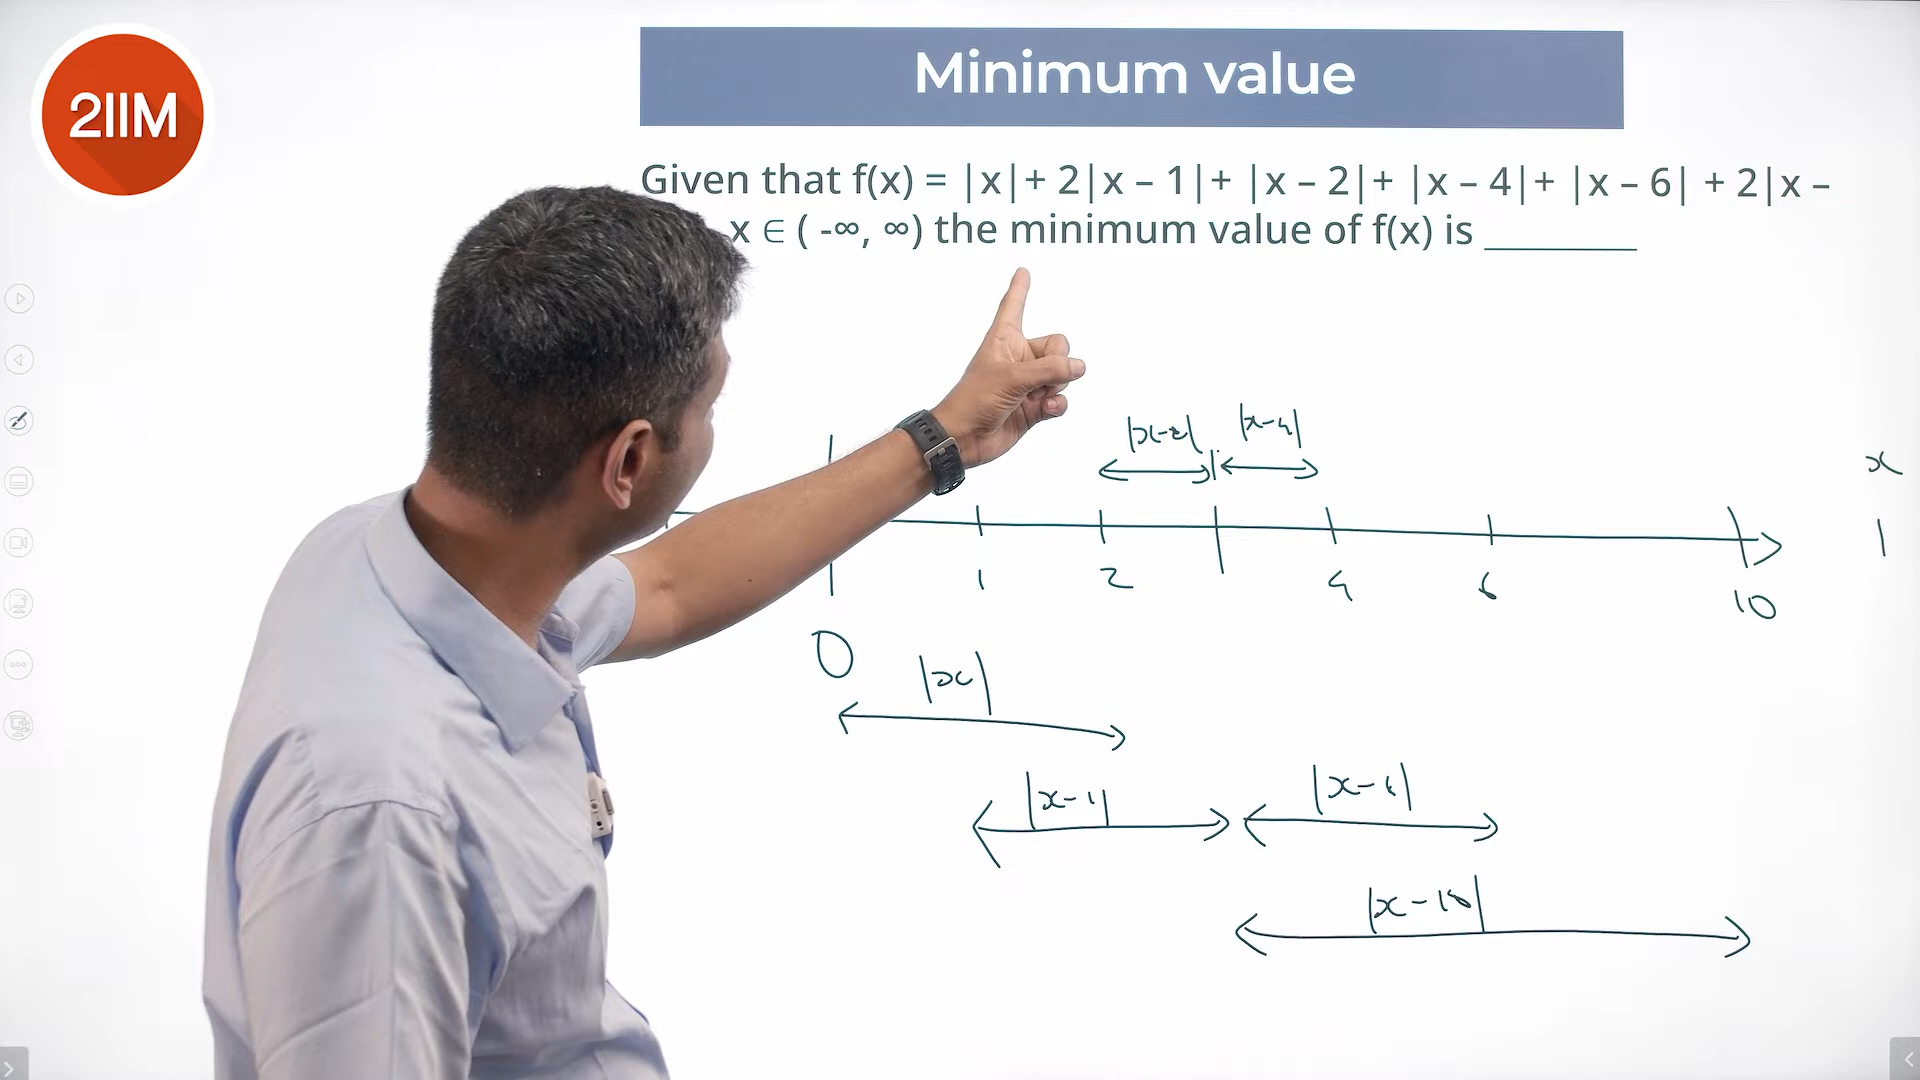 2IIM
Minimum value
Given that f(x) = |x|+ 2|x – 1|+ |x – 2|+ |x – 4|+ |x – 6| + 2|x –
x ∈ ( -∞, ∞) the minimum value of f(x) is ________
|x-2| |x-4|
x
1
1 2 4 6 10
0
|x|
|x-1| |x-6|
|x-10|